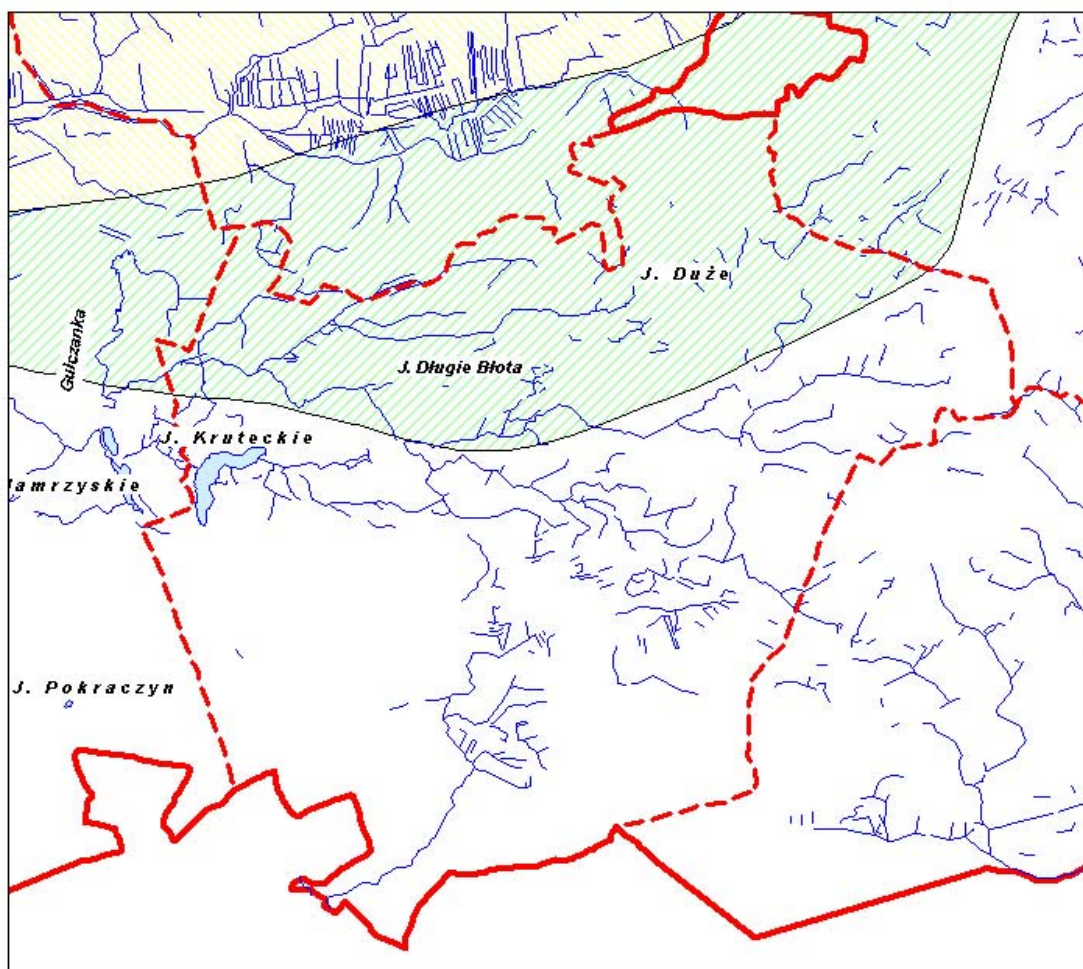 J. Duże
Gulczanka
J. Długie Błota
J. Kruteckie
amrzyskie
J. Pokraczyn